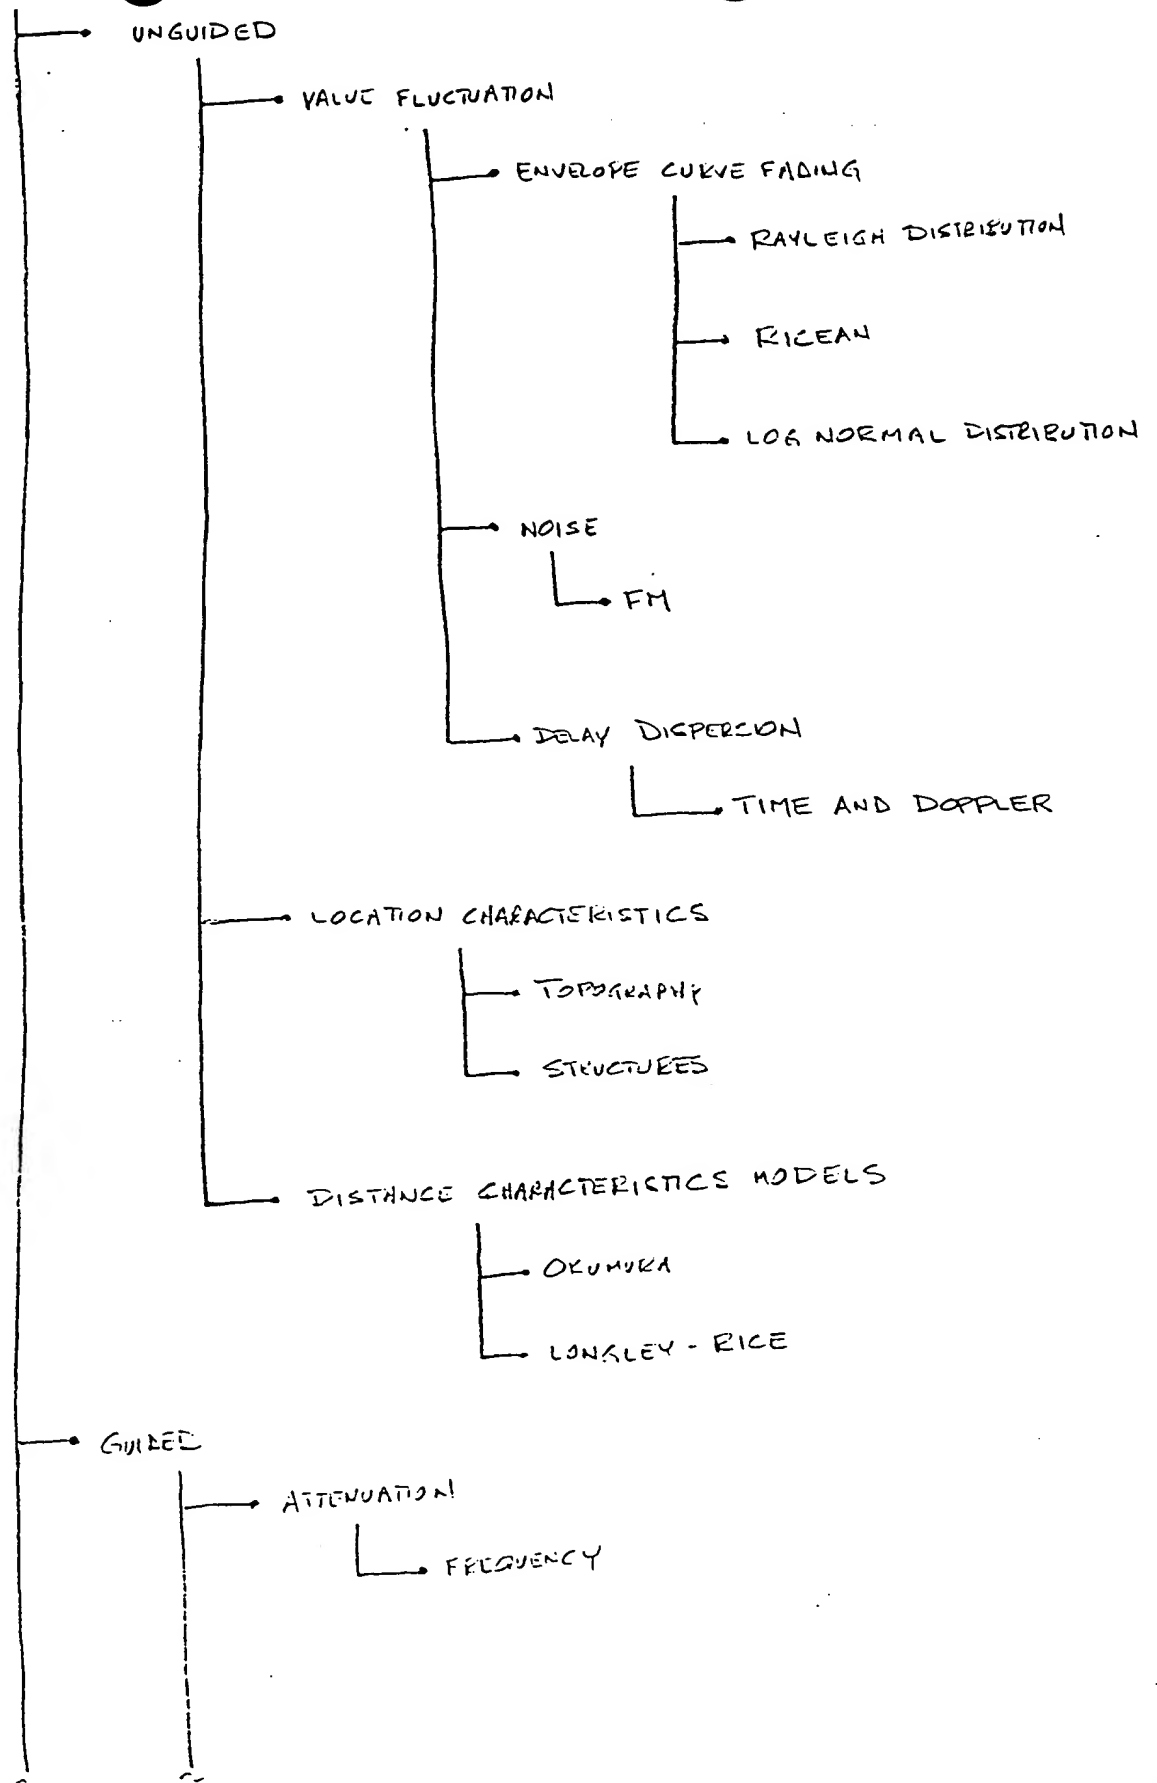 UNGUIDED
VALUE FLUCTUATION
ENVELOPE CURVE FADING
RAYLEIGH DISTRIBUTION
RICEAN
LOG NORMAL DISTRIBUTION
NOISE
FM
DELAY DISPERSION
TIME AND DOPPLER
LOCATION CHARACTERISTICS
TOPOGRAPHY
STRUCTURES
DISTANCE CHARACTERISTICS MODELS
OKUMURA
LONGLEY - RICE
GUIDED
ATTENUATION
FREQUENCY